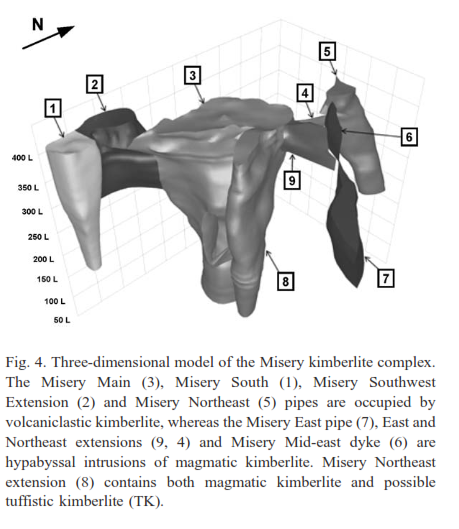 N
5
3
2
4
1
6
400 L
350 L
9
300 L
250 L
200 L
8
7
150 L
100 L
50 L
Fig. 4. Three-dimensional model of the Misery kimberlite complex.
The Misery Main (3), Misery South (1), Misery Southwest
Extension (2) and Misery Northeast (5) pipes are occupied by
volcaniclastic kimberlite, whereas the Misery East pipe (7), East and
Northeast extensions (9, 4) and Misery Mid-east dyke (6) are
hypabyssal intrusions of magmatic kimberlite. Misery Northeast
extension (8) contains both magmatic kimberlite and possible
tuffistic kimberlite (TK).